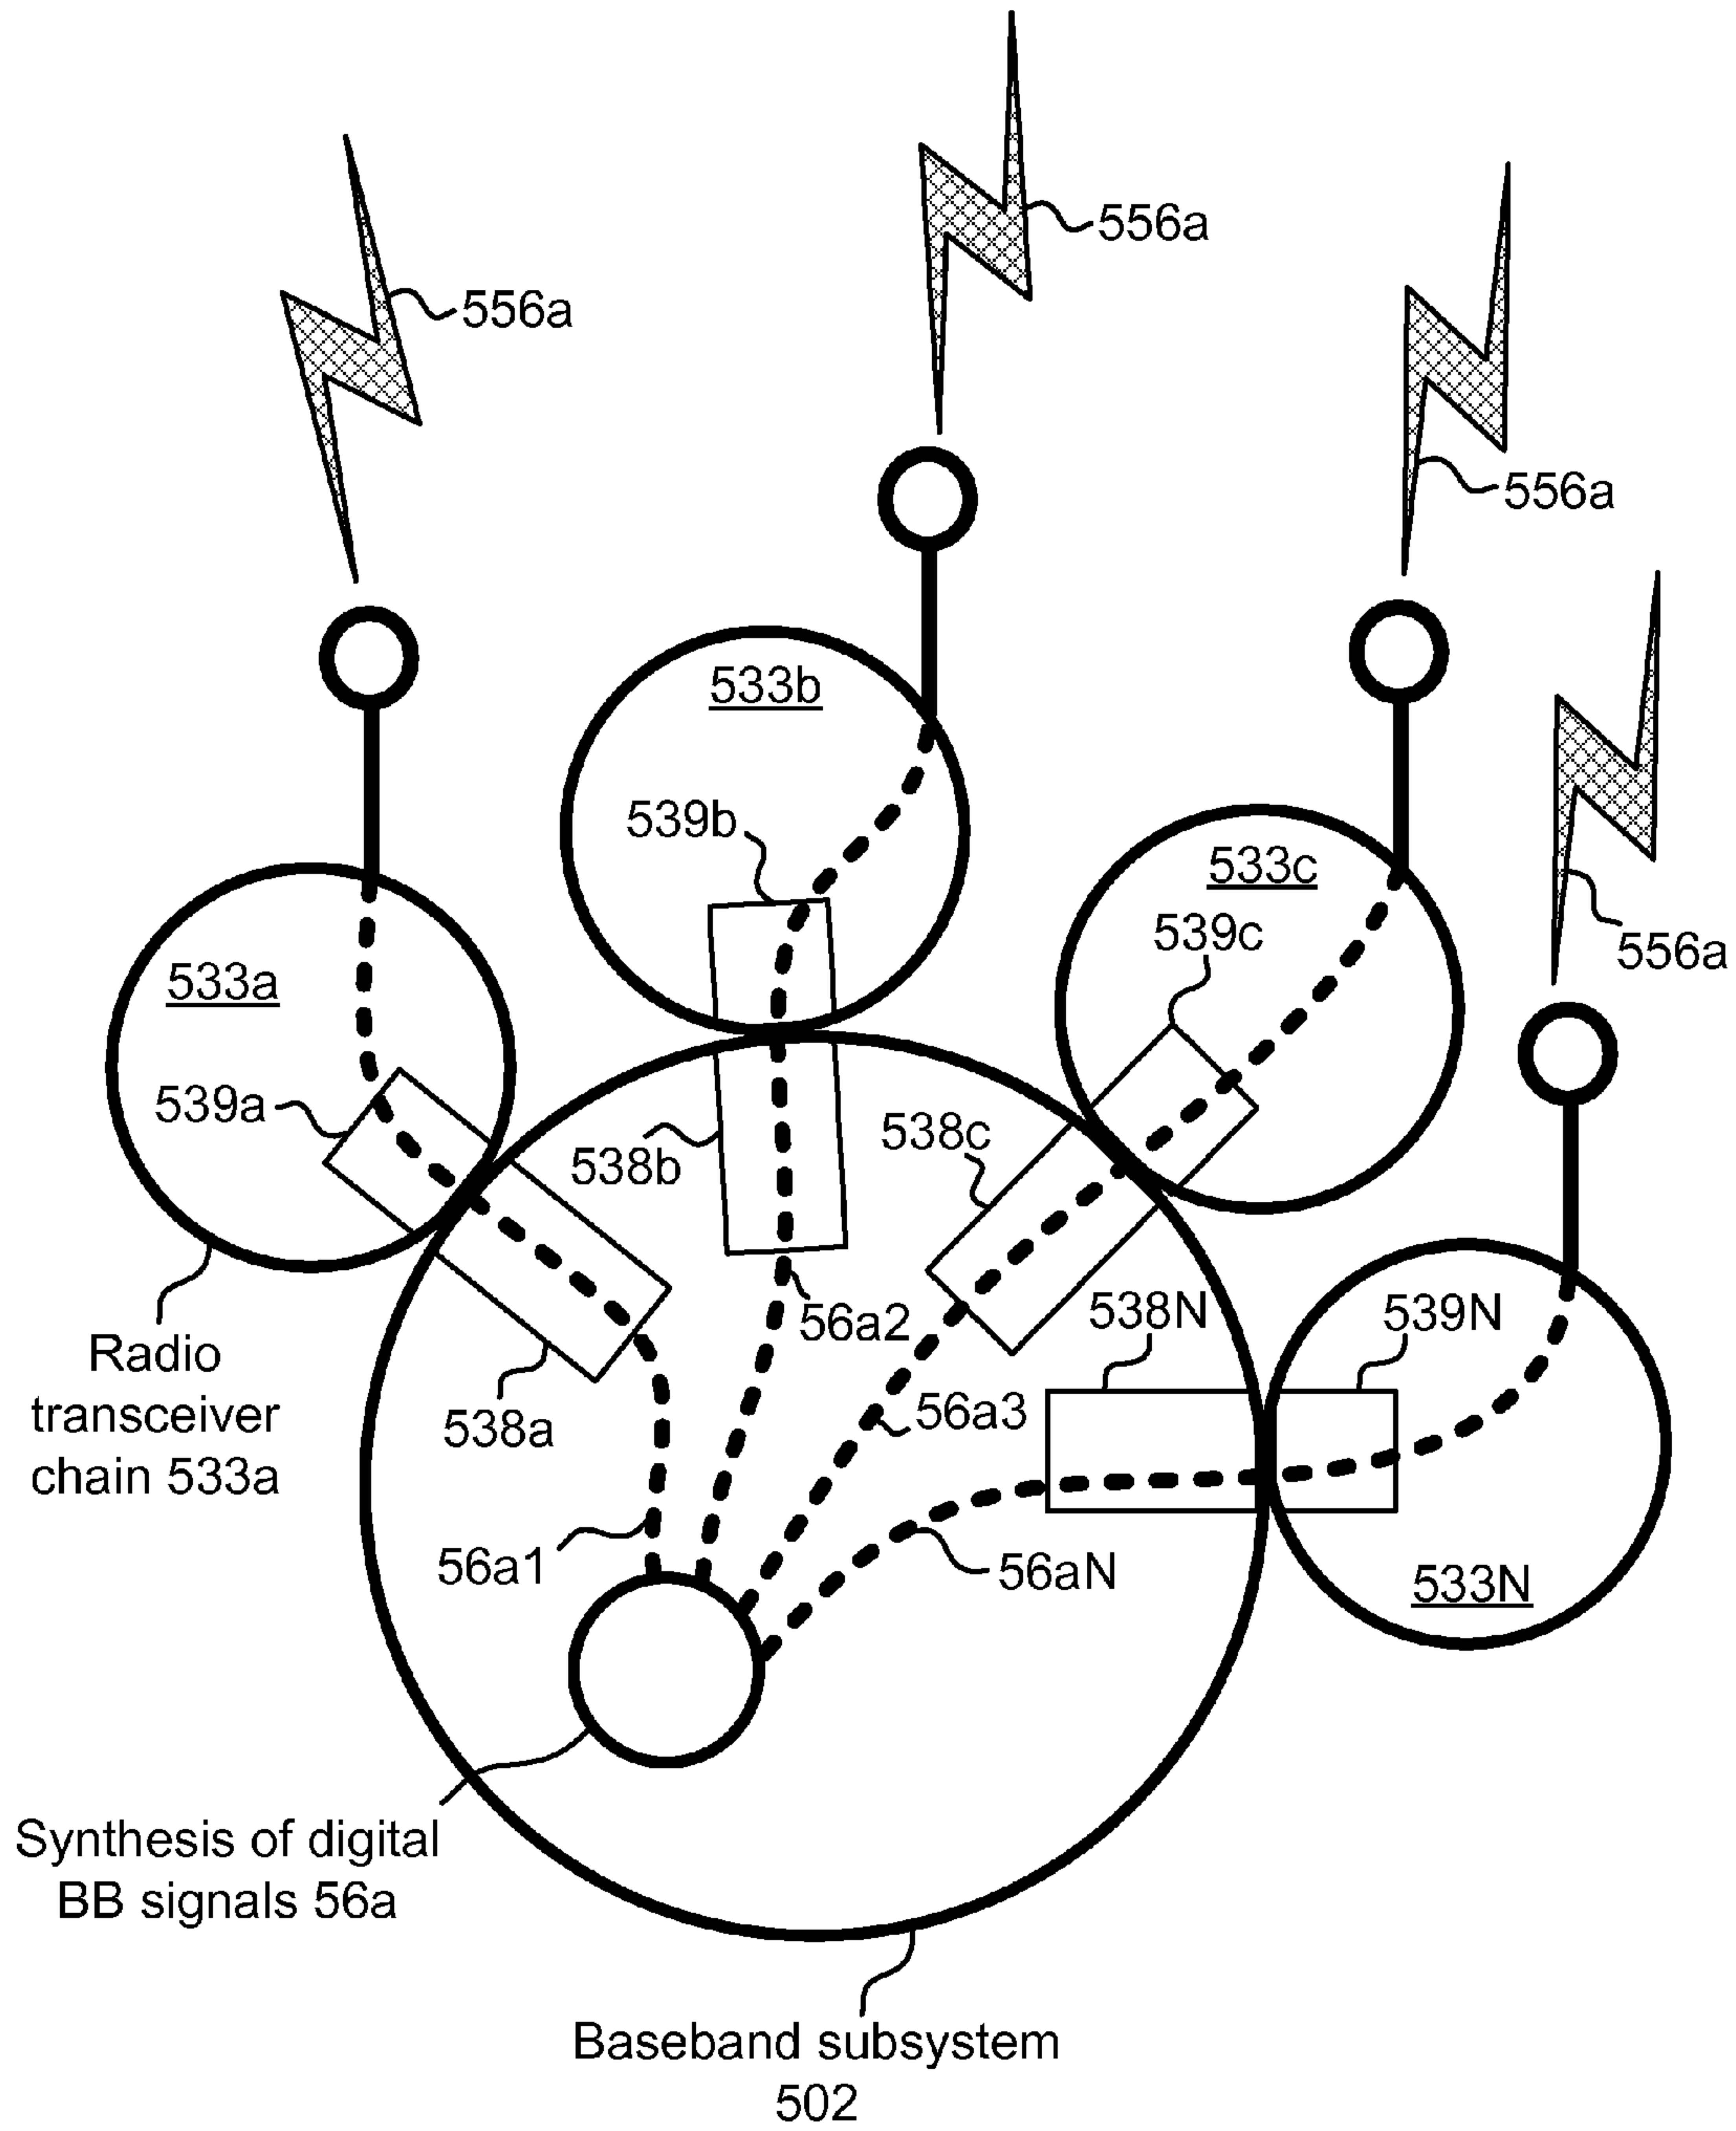 556a
556a
556a
533b
539b
533c
539c
556a
533a
539a
538b
538c
56a2
538N
539N
Radio
transceiver
chain 533a
538a
56a3
56a1
56aN
533N
Synthesis of digital
BB signals 56a
Baseband subsystem
502